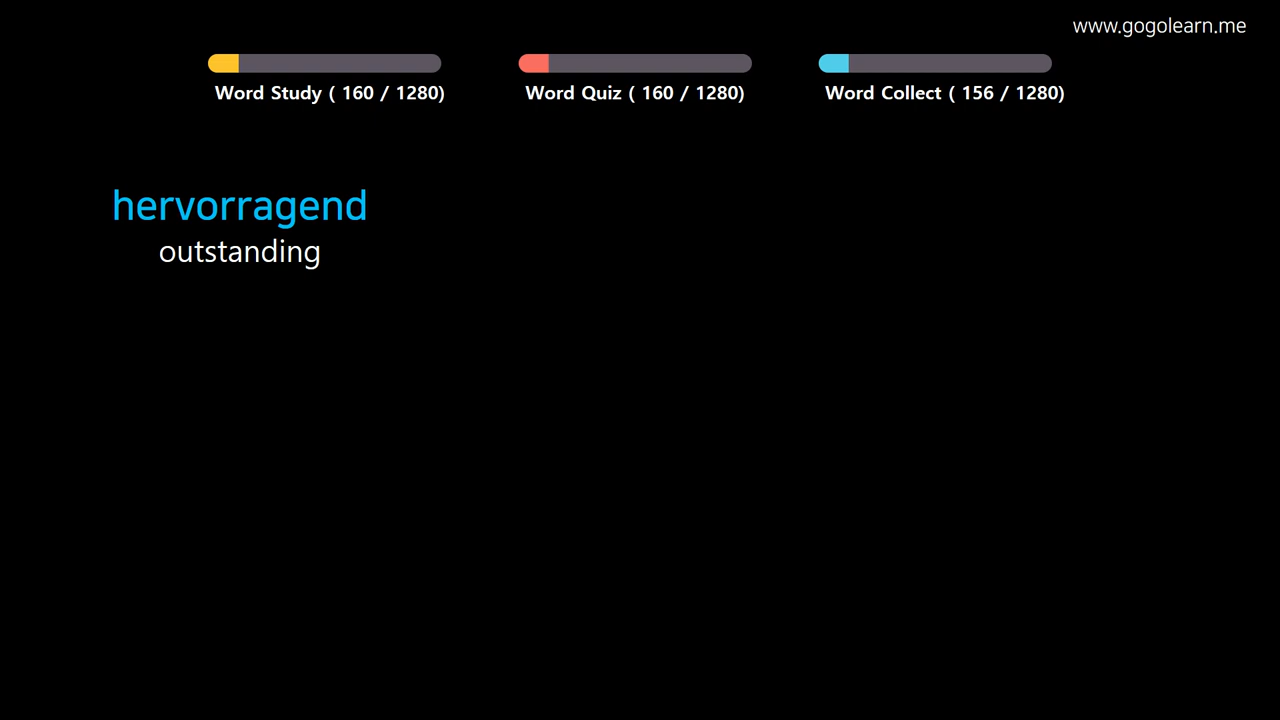 www.gogolearn.me
Word Study ( 160 / 1280)
Word Quiz ( 160 / 1280)
Word Collect ( 156 / 1280)
hervorragend
outstanding